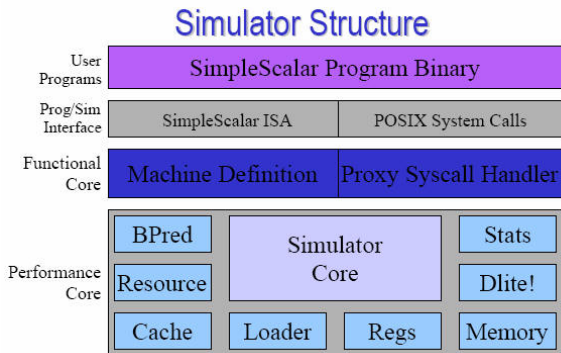 Simulator Structure
User
Programs
SimpleScalar Program Binary
Prog/Sim
Interface
SimpleScalar ISA
POSIX System Calls
Functional
Core
Machine Definition
Proxy Syscall Handler
Performance
Core
BPred
Simulator
Core
Stats
Resource
Dlite!
Cache
Loader
Regs
Memory